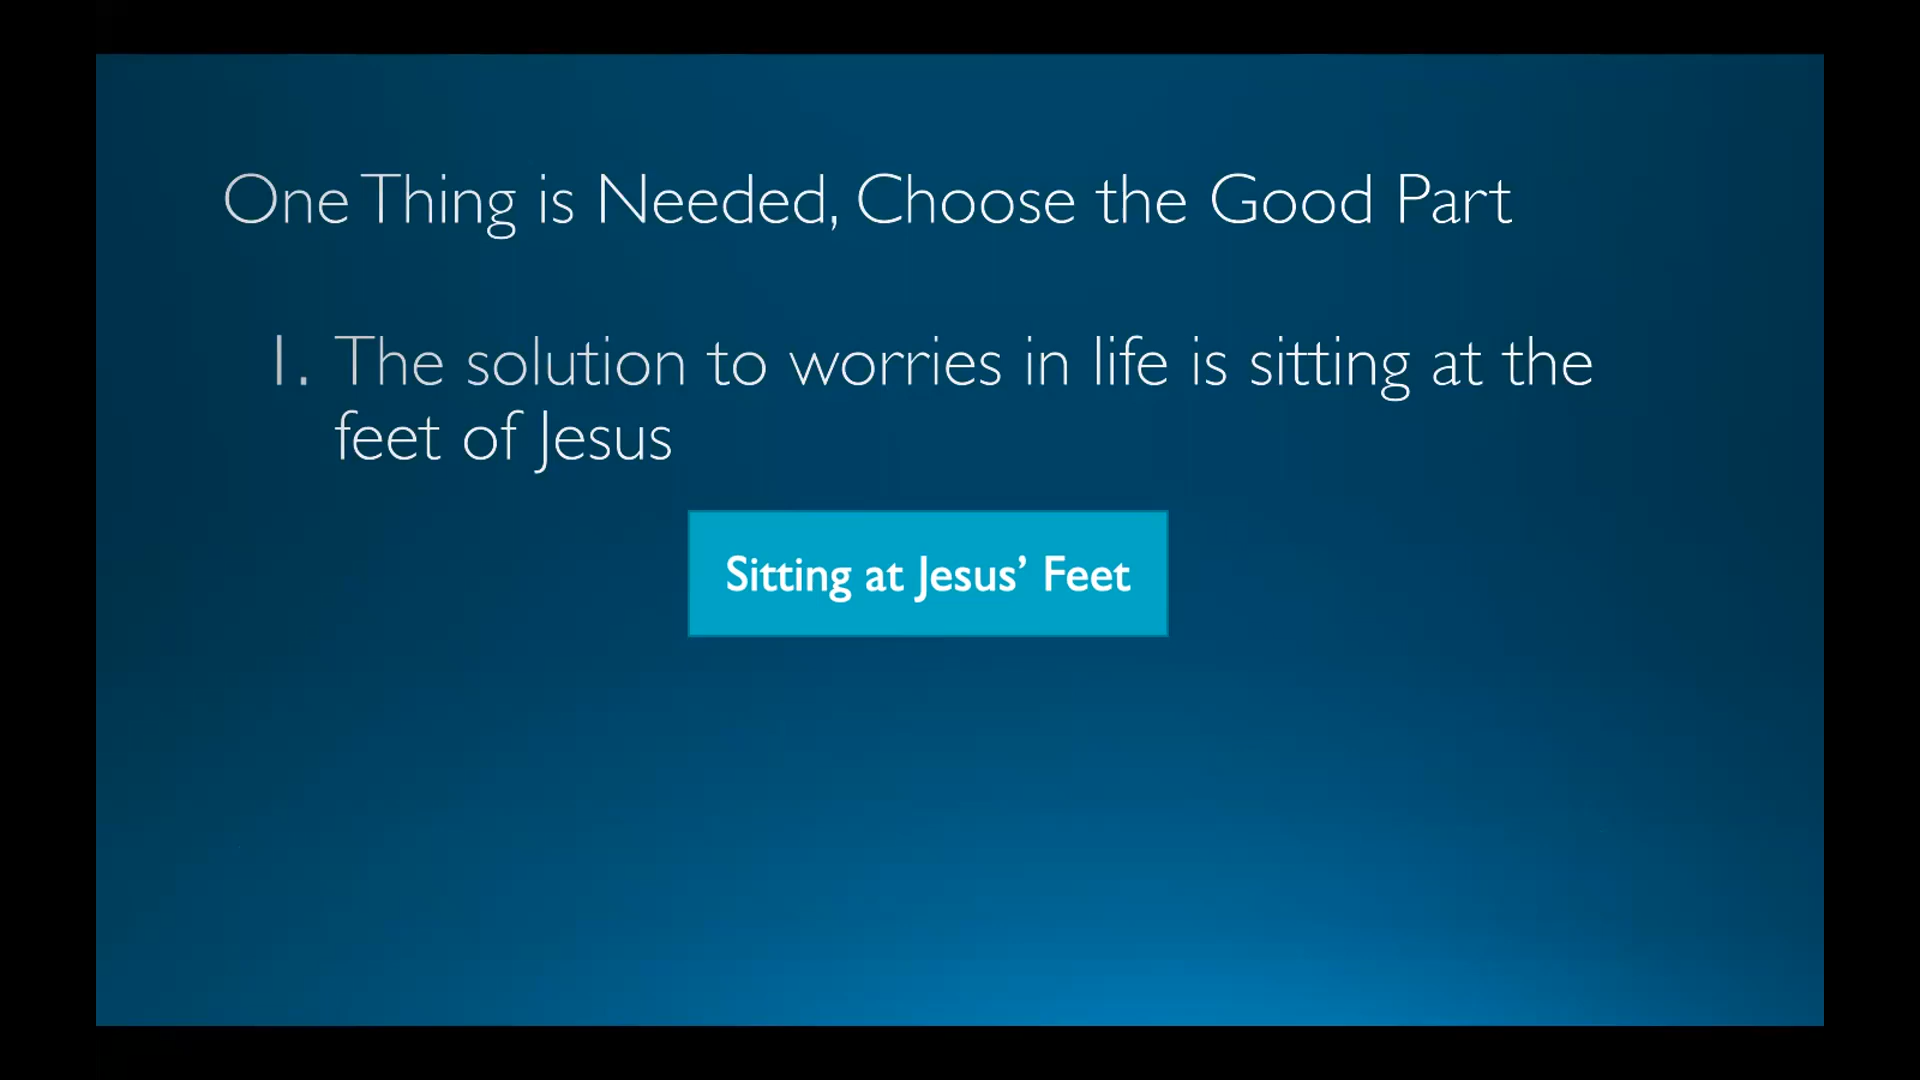 One Thing is Needed, Choose the Good Part
1. The solution to worries in life is sitting at the
feet of Jesus
Sitting at Jesus’ Feet